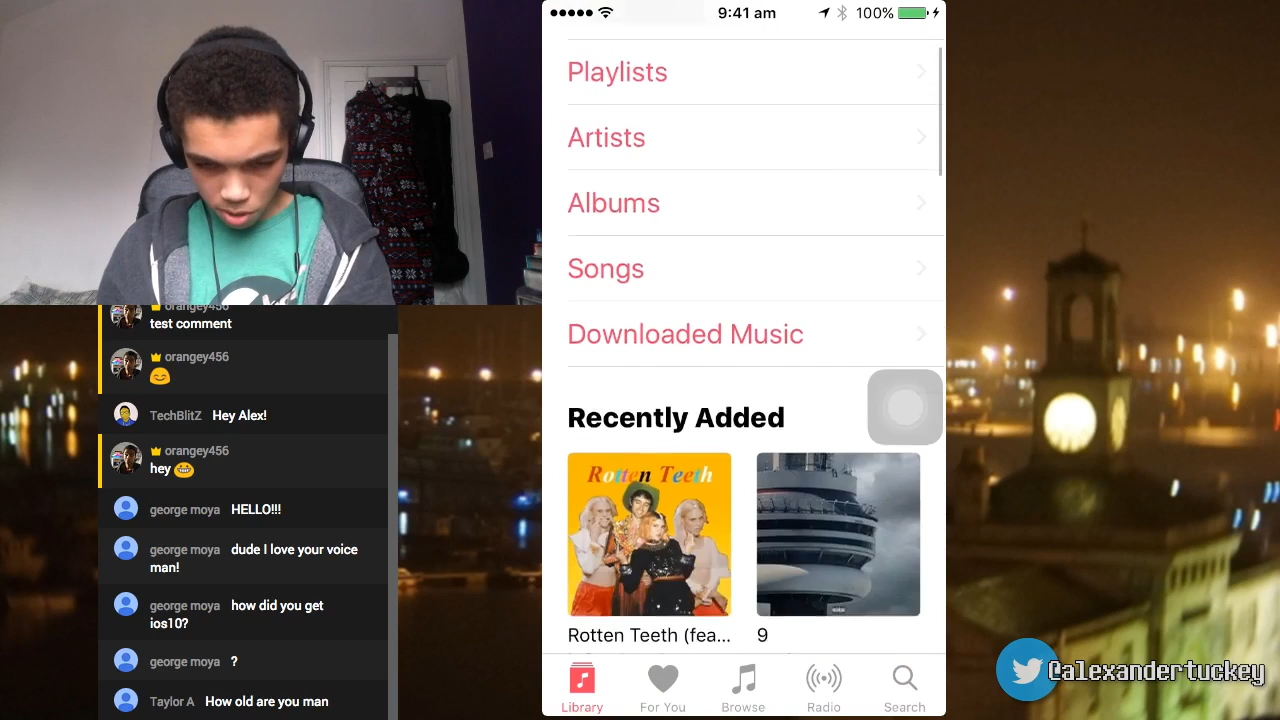 orangey456
test comment
orangey456
TechBlitZ Hey Alex!
orangey456
hey
george moya HELLO!!!
george moya dude I love your voice
man!
george moya how did you get
ios10?
george moya ?
Taylor A How old are you man
9:41 am
100%
Playlists
Artists
Albums
Songs
Downloaded Music
Recently Added
Rotten Teeth
Rotten Teeth (fea...
9
Library
For You
Browse
Radio
Search
@alexandertuckey